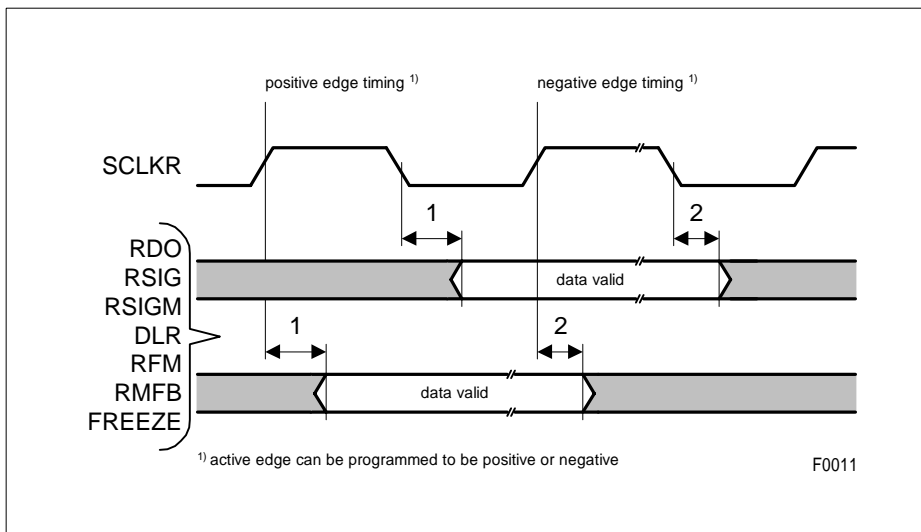 positive edge timing 1)
negative edge timing 1)
SCLKR
1
2
RDO
RSIG
data valid
RSIGM
DLR
1
2
RFM
RMFB
data valid
FREEZE
1) active edge can be programmed to be positive or negative
F0011